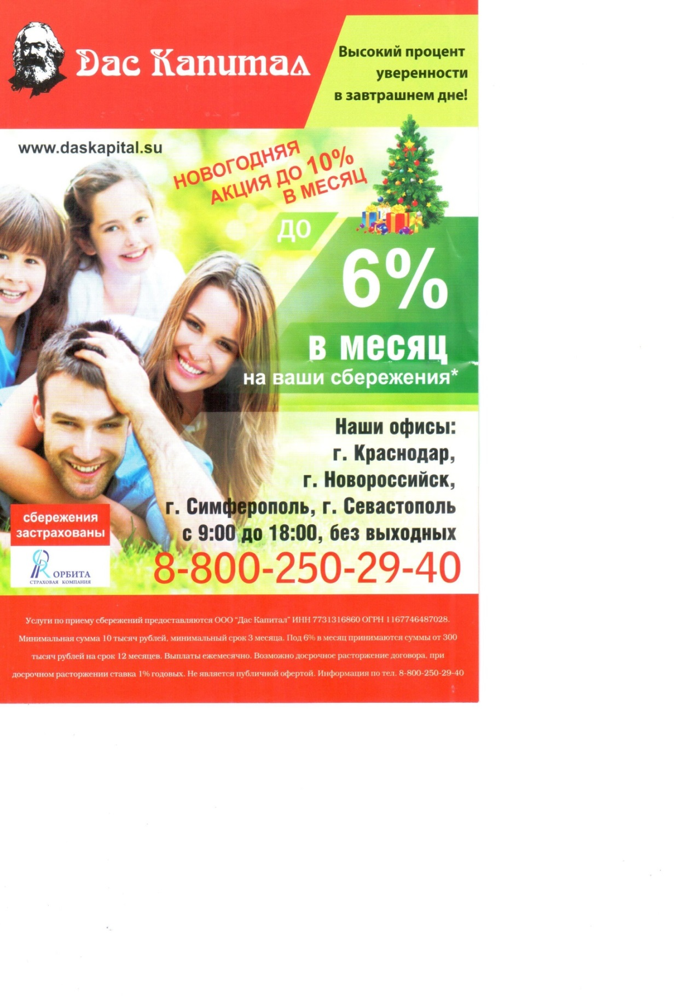 Дас Капитал
Высокий процент
уверенности
в завтрашнем дне!
www.daskapital.su
НОВОГОДНЯЯ
АКЦИЯ ДО 10%
В МЕСЯЦ
ДО
6%
в месяц
на ваши сбережения*
Наши офисы:
г. Краснодар,
г. Новороссийск,
г. Симферополь, г. Севастополь
с 9:00 до 18:00, без выходных
8-800-250-29-40
сбережения
застрахованы
ОРБИТА
СТРАХОВАЯ КОМПАНИЯ
Услуги по приему сбережений предоставляются ООО "Дас Капитал" ИНН 7731316860 ОГРН 1167746487028.
Минимальная сумма 10 тысяч рублей, минимальный срок 3 месяца. Под 6% в месяц принимаются суммы от 300
тысяч рублей на срок 12 месяцев. Выплаты ежемесячно. Возможно досрочное расторжение договора, при
досрочном расторжении ставка 1% годовых. Не является публичной офертой. Информация по тел. 8-800-250-29-40